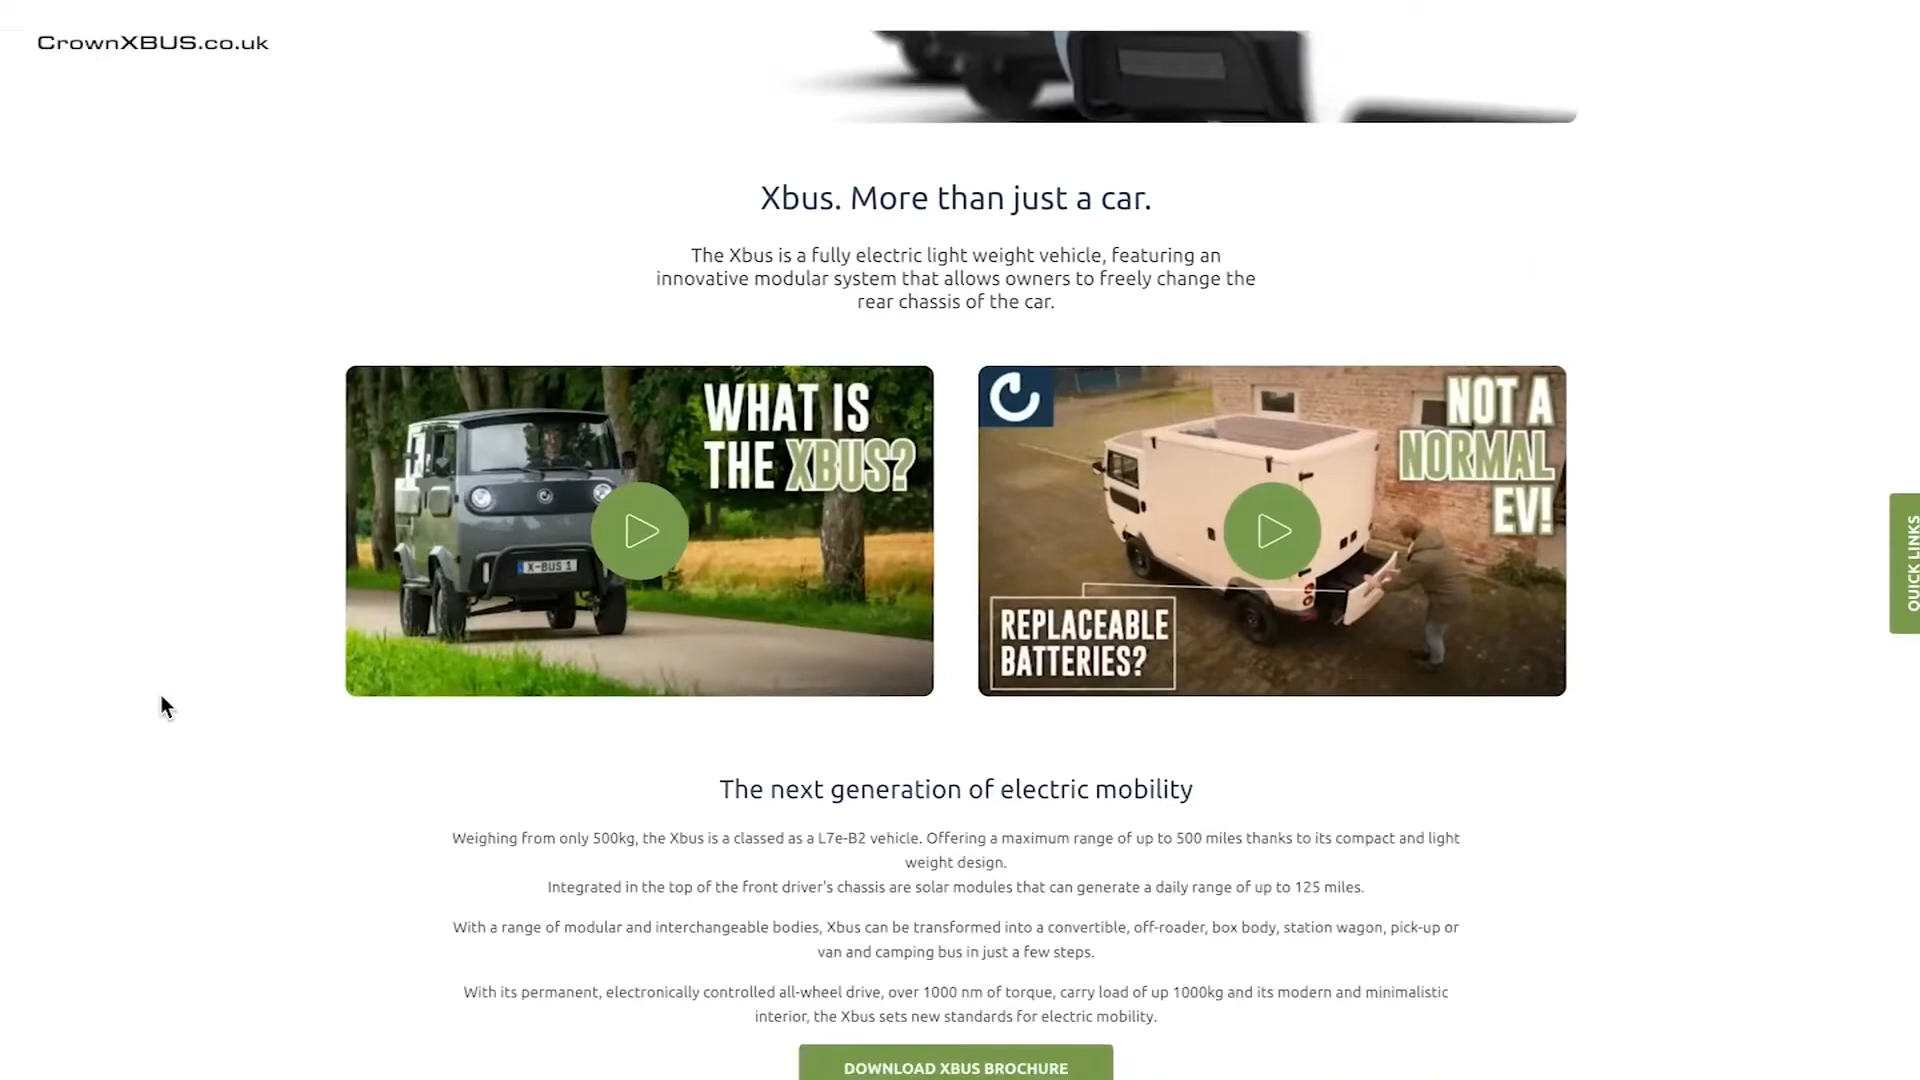 CrownXBUS.co.uk
Xbus. More than just a car.
The Xbus is a fully electric light weight vehicle, featuring an
innovative modular system that allows owners to freely change the
rear chassis of the car.
WHAT IS
THE XBUS?
X-BUS 1
NOT A
NORMAL
EV!
REPLACEABLE
BATTERIES?
QUICK LINKS
The next generation of electric mobility
Weighing from only 500kg, the Xbus is a classed as a L7e-B2 vehicle. Offering a maximum range of up to 500 miles thanks to its compact and light
weight design.
Integrated in the top of the front driver's chassis are solar modules that can generate a daily range of up to 125 miles.
With a range of modular and interchangeable bodies, Xbus can be transformed into a convertible, off-roader, box body, station wagon, pick-up or
van and camping bus in just a few steps.
With its permanent, electronically controlled all-wheel drive, over 1000 nm of torque, carry load of up 1000kg and its modern and minimalistic
interior, the Xbus sets new standards for electric mobility.
DOWNLOAD XBUS BROCHURE